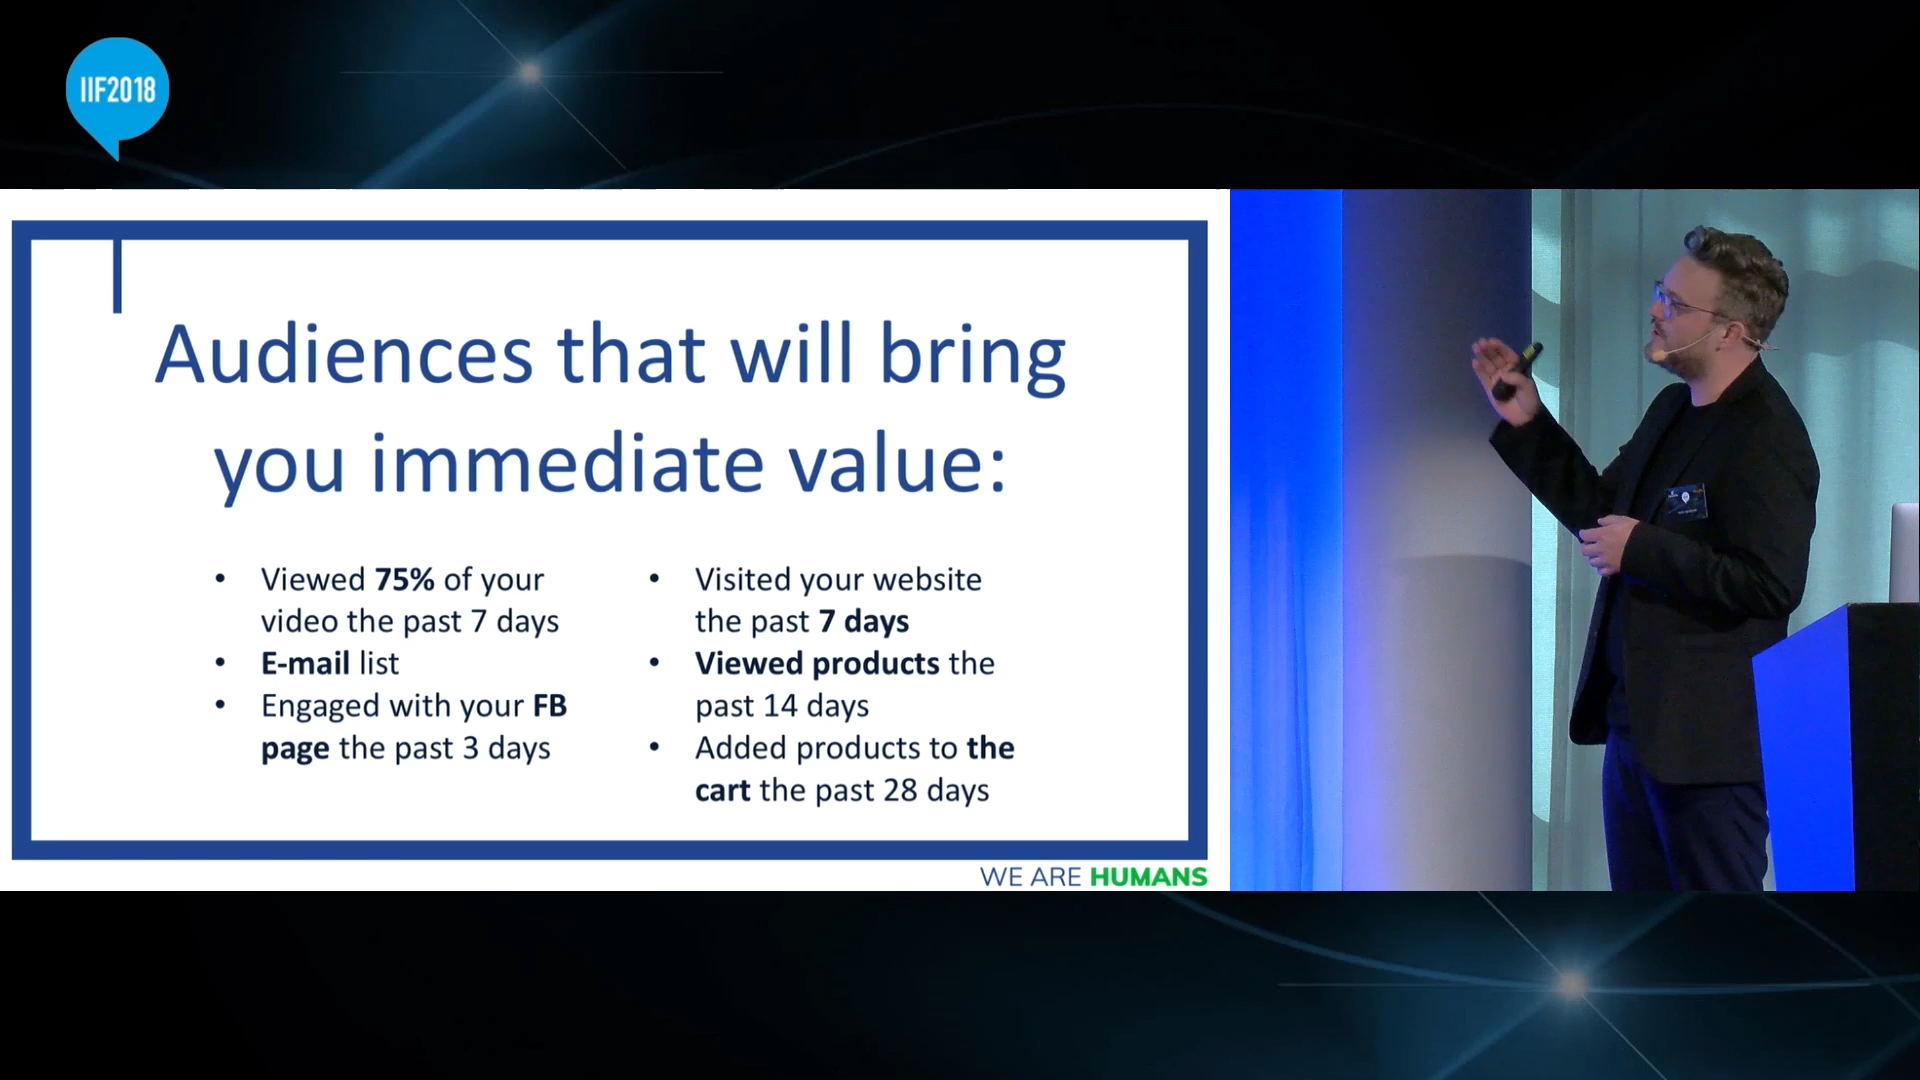 IIF2018
Audiences that will bring
you immediate value:
• Viewed 75% of your
video the past 7 days
• E-mail list
• Engaged with your FB
page the past 3 days
• Visited your website
the past 7 days
• Viewed products the
past 14 days
• Added products to the
cart the past 28 days
WE ARE HUMANS